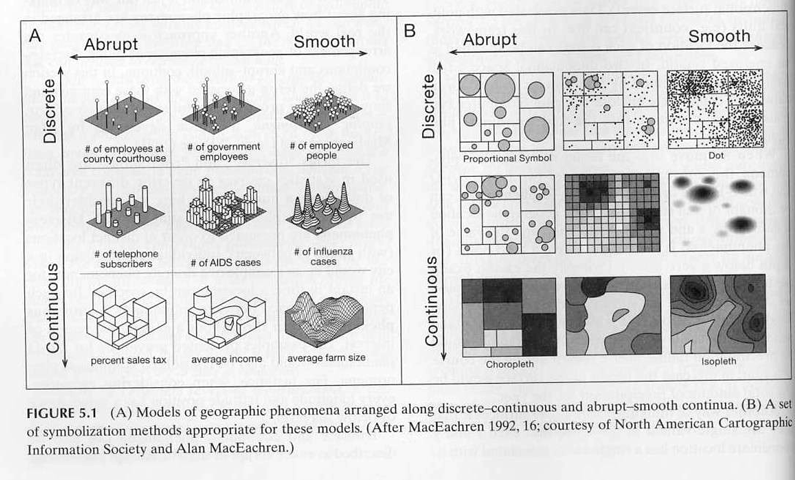 A
Abrupt
Smooth
Discrete
Continuous
# of employees at
county courthouse
# of government
employees
# of employed
people
# of telephone
subscribers
# of AIDS cases
# of influenza
cases
percent sales tax
average income
average farm size
B
Abrupt
Smooth
Discrete
Continuous
Proportional Symbol
Dot
Choropleth
Isopleth
FIGURE 5.1 (A) Models of geographic phenomena arranged along discrete–continuous and abrupt–smooth continua. (B) A set
of symbolization methods appropriate for these models. (After MacEachren 1992, 16; courtesy of North American Cartographic
Information Society and Alan MacEachren.)